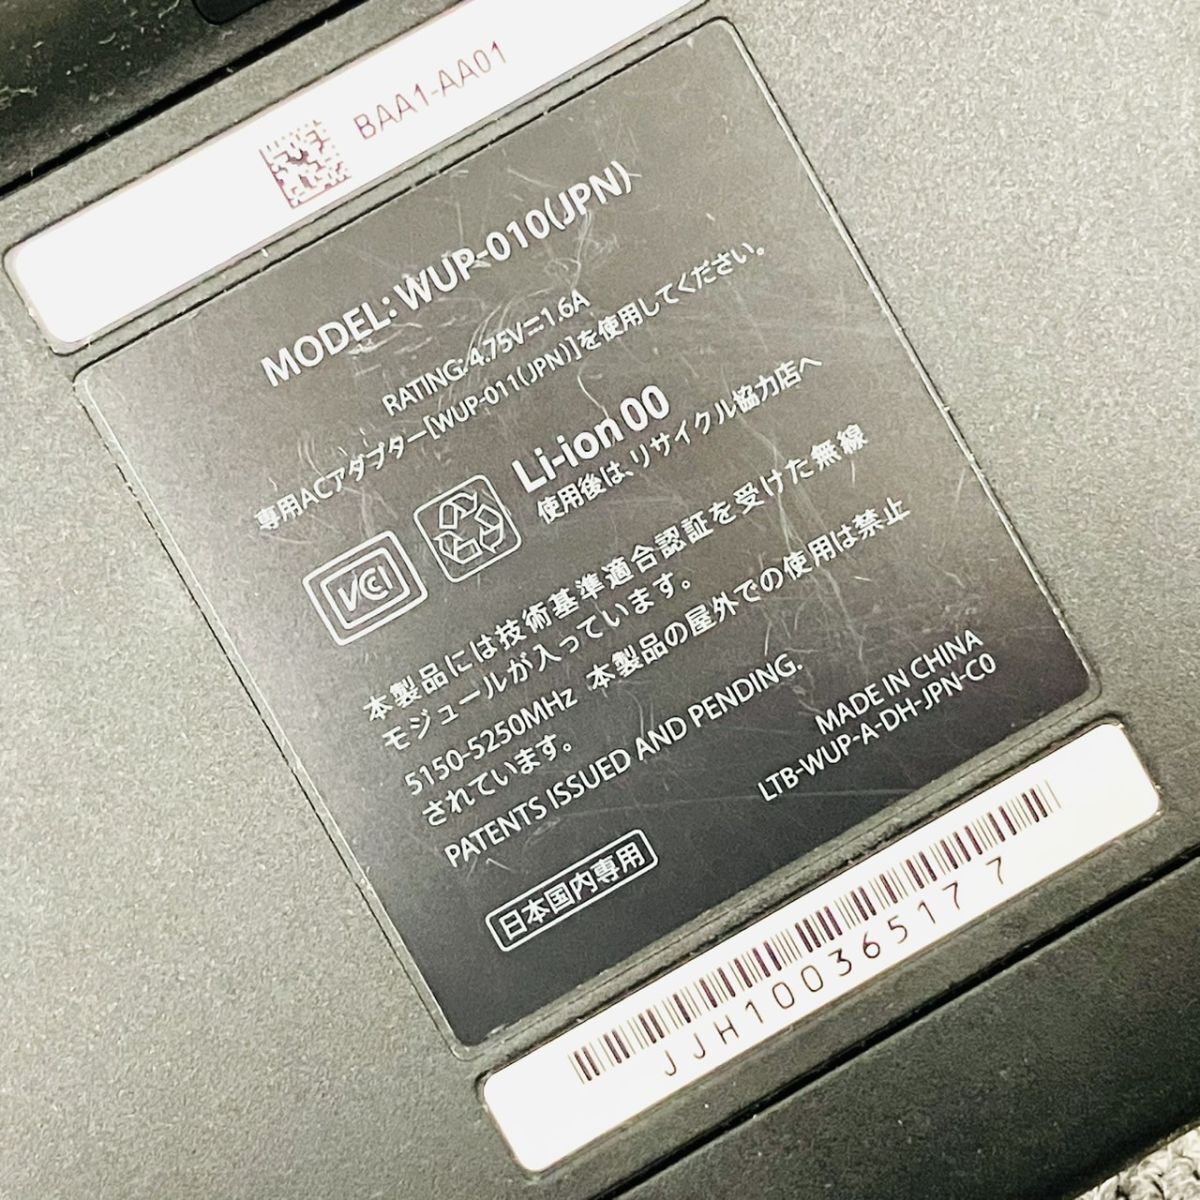 BAA1-AA01
MODEL: WUP-010(JPN)
RATING: 4.75V⎓1.6A
専用ACアダプター[WUP-011(JPN)]を使用してください。
VCCI
Li-ion 00
使用後は、リサイクル協力店へ
本製品には技術基準適合認証を受けた無線
モジュールが入っています。
5150-5250MHz 本製品の屋外での使用は禁止
されています。
PATENTS ISSUED AND PENDING.
MADE IN CHINA
LTB-WUP-A-DH-JPN-C0
日本国内専用
JJH10036517 7